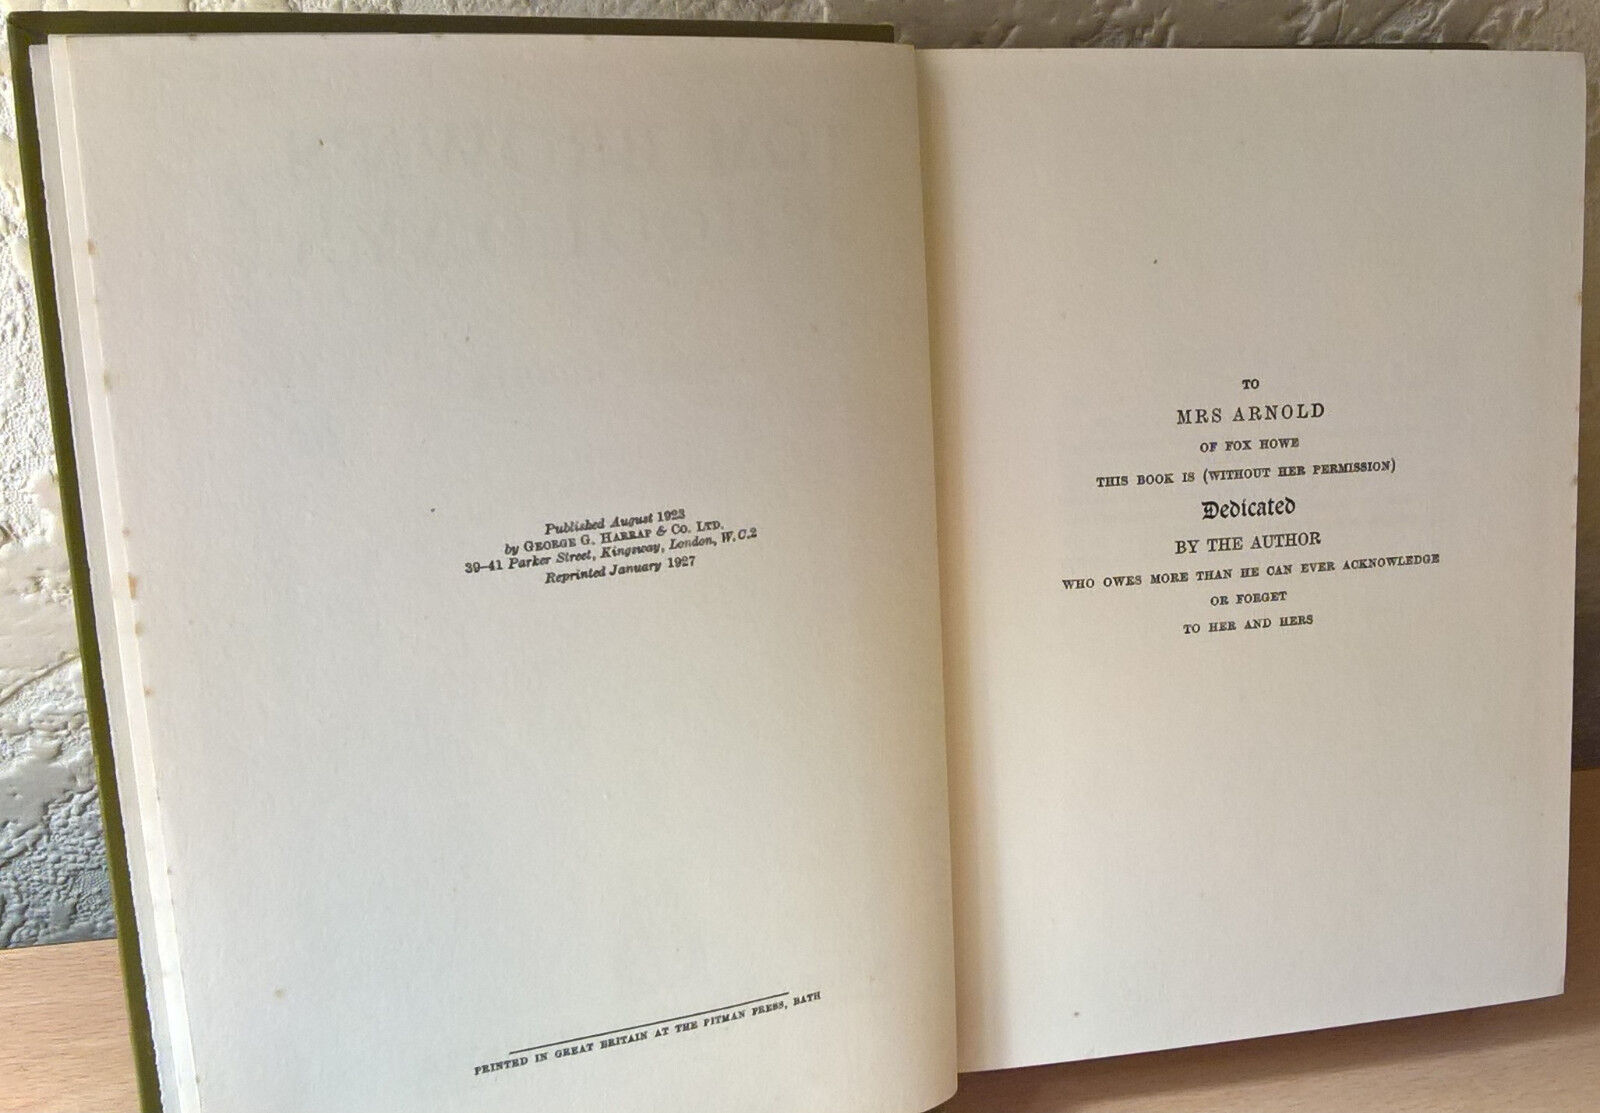 Published August 1923
by GEORGE G. HARRAP & CO. LTD.
39–41 Parker Street, Kingsway, London, W.C.2
Reprinted January 1927
PRINTED IN GREAT BRITAIN AT THE PITMAN PRESS, BATH
TO
MRS ARNOLD
OF FOX HOWE
THIS BOOK IS (WITHOUT HER PERMISSION)
Dedicated
BY THE AUTHOR
WHO OWES MORE THAN HE CAN EVER ACKNOWLEDGE
OR FORGET
TO HER AND HERS